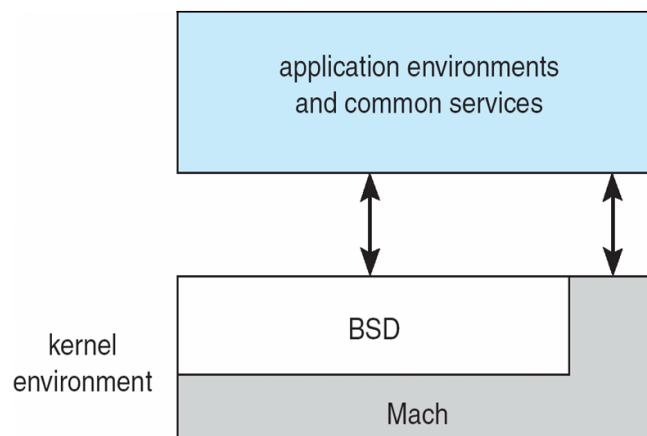 application environments
and common services
BSD
kernel
environment
Mach